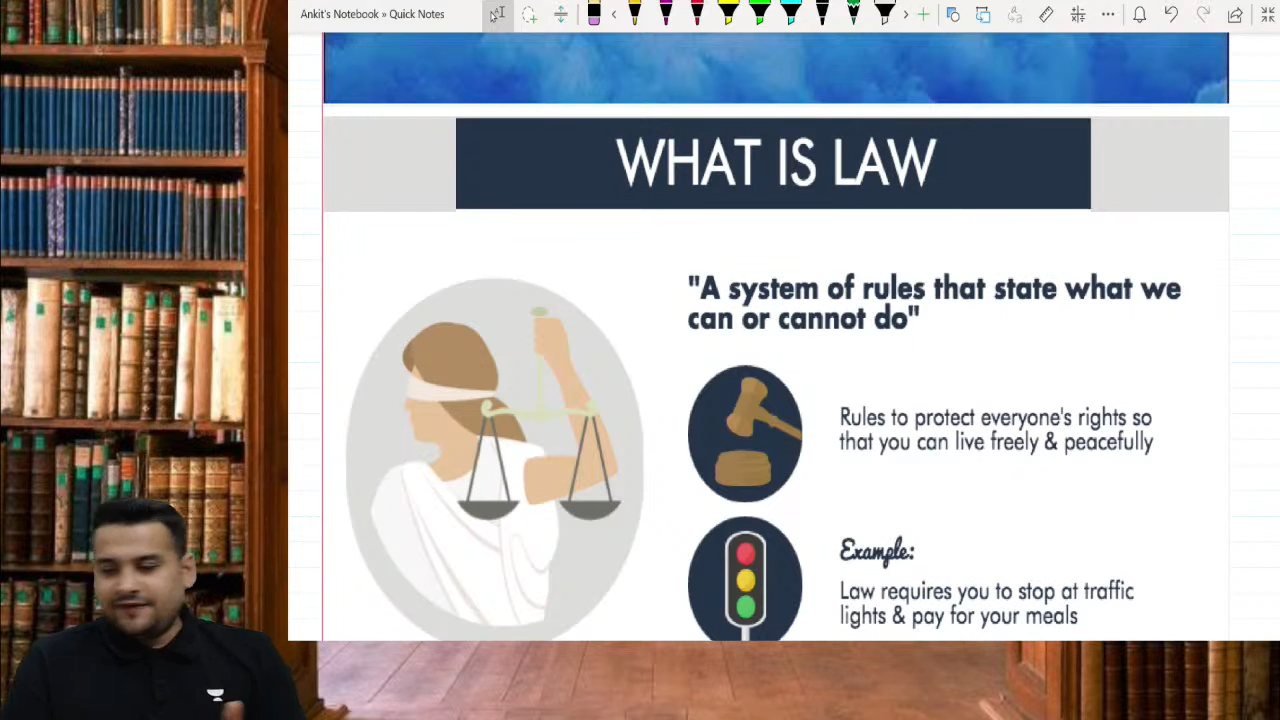 Ankit's Notebook » Quick Notes
WHAT IS LAW
"A system of rules that state what we
can or cannot do"
Rules to protect everyone's rights so
that you can live freely & peacefully
Example:
Law requires you to stop at traffic
lights & pay for your meals